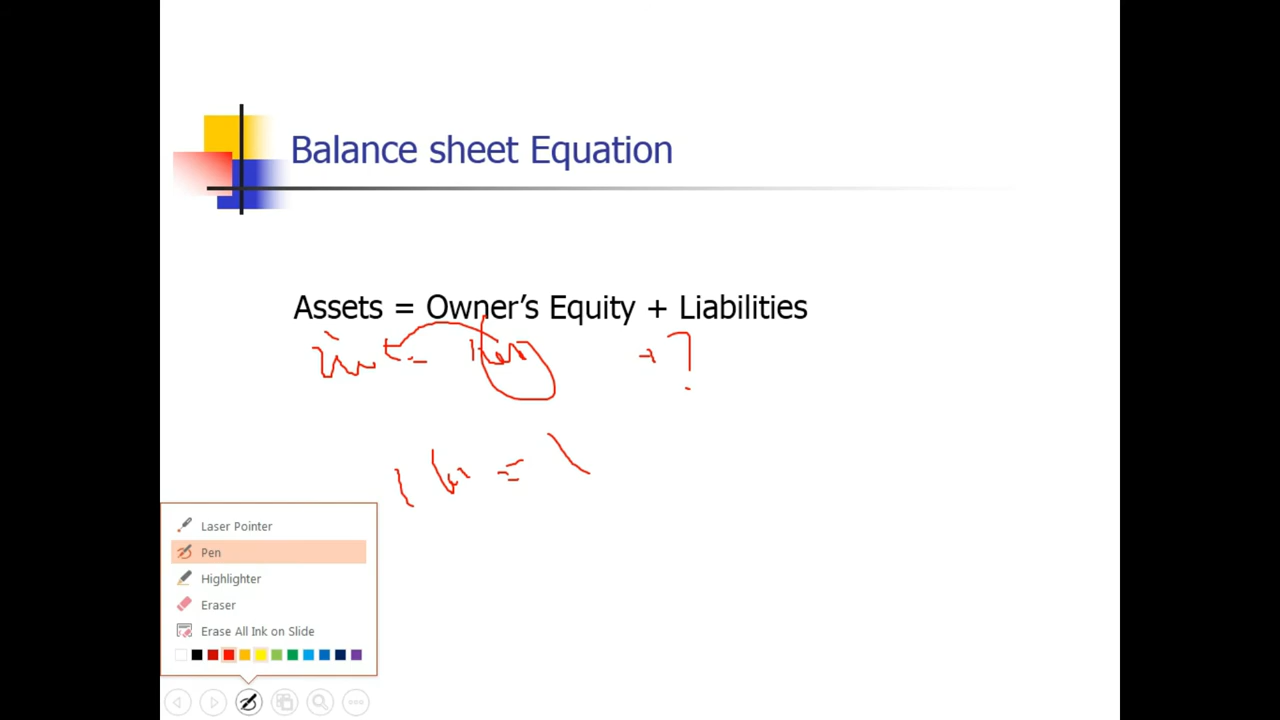 Balance sheet Equation
Assets = Owner’s Equity + Liabilities
+ ?
=
Laser Pointer
Pen
Highlighter
Eraser
Erase All Ink on Slide